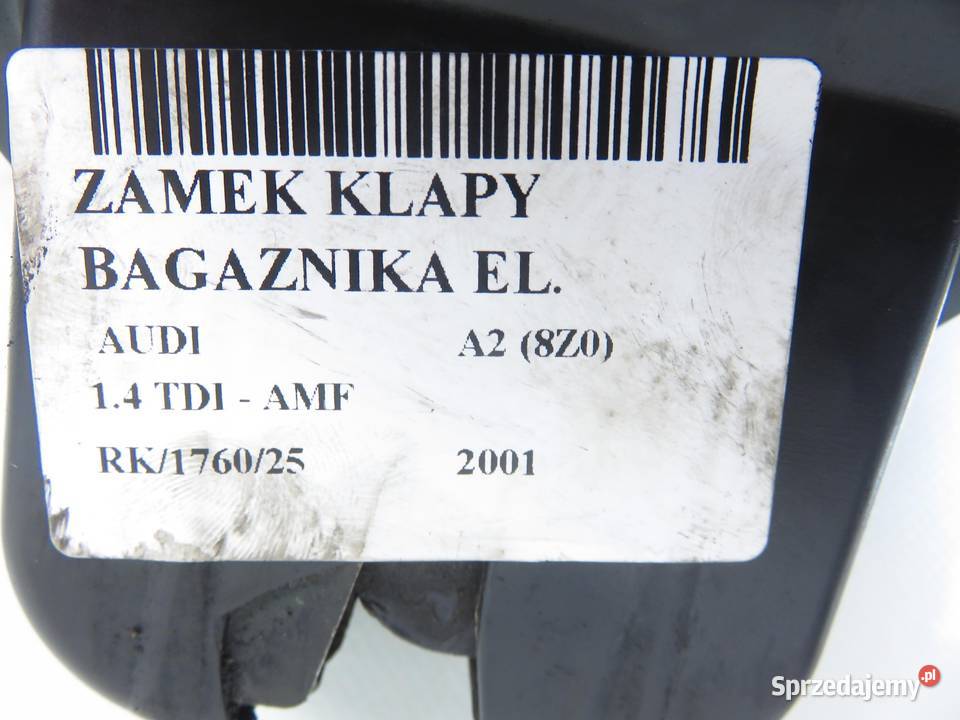 ZAMEK KLAPY
BAGAZNIKA EL.
AUDI A2 (8Z0)
1.4 TDI - AMF
RK/1760/25 2001
Sprzedajemy.pl